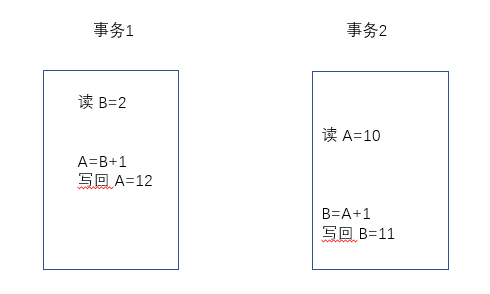 事务1
事务2
读 B=2
A=B+1
写回 A=12
读 A=10
B=A+1
写回 B=11